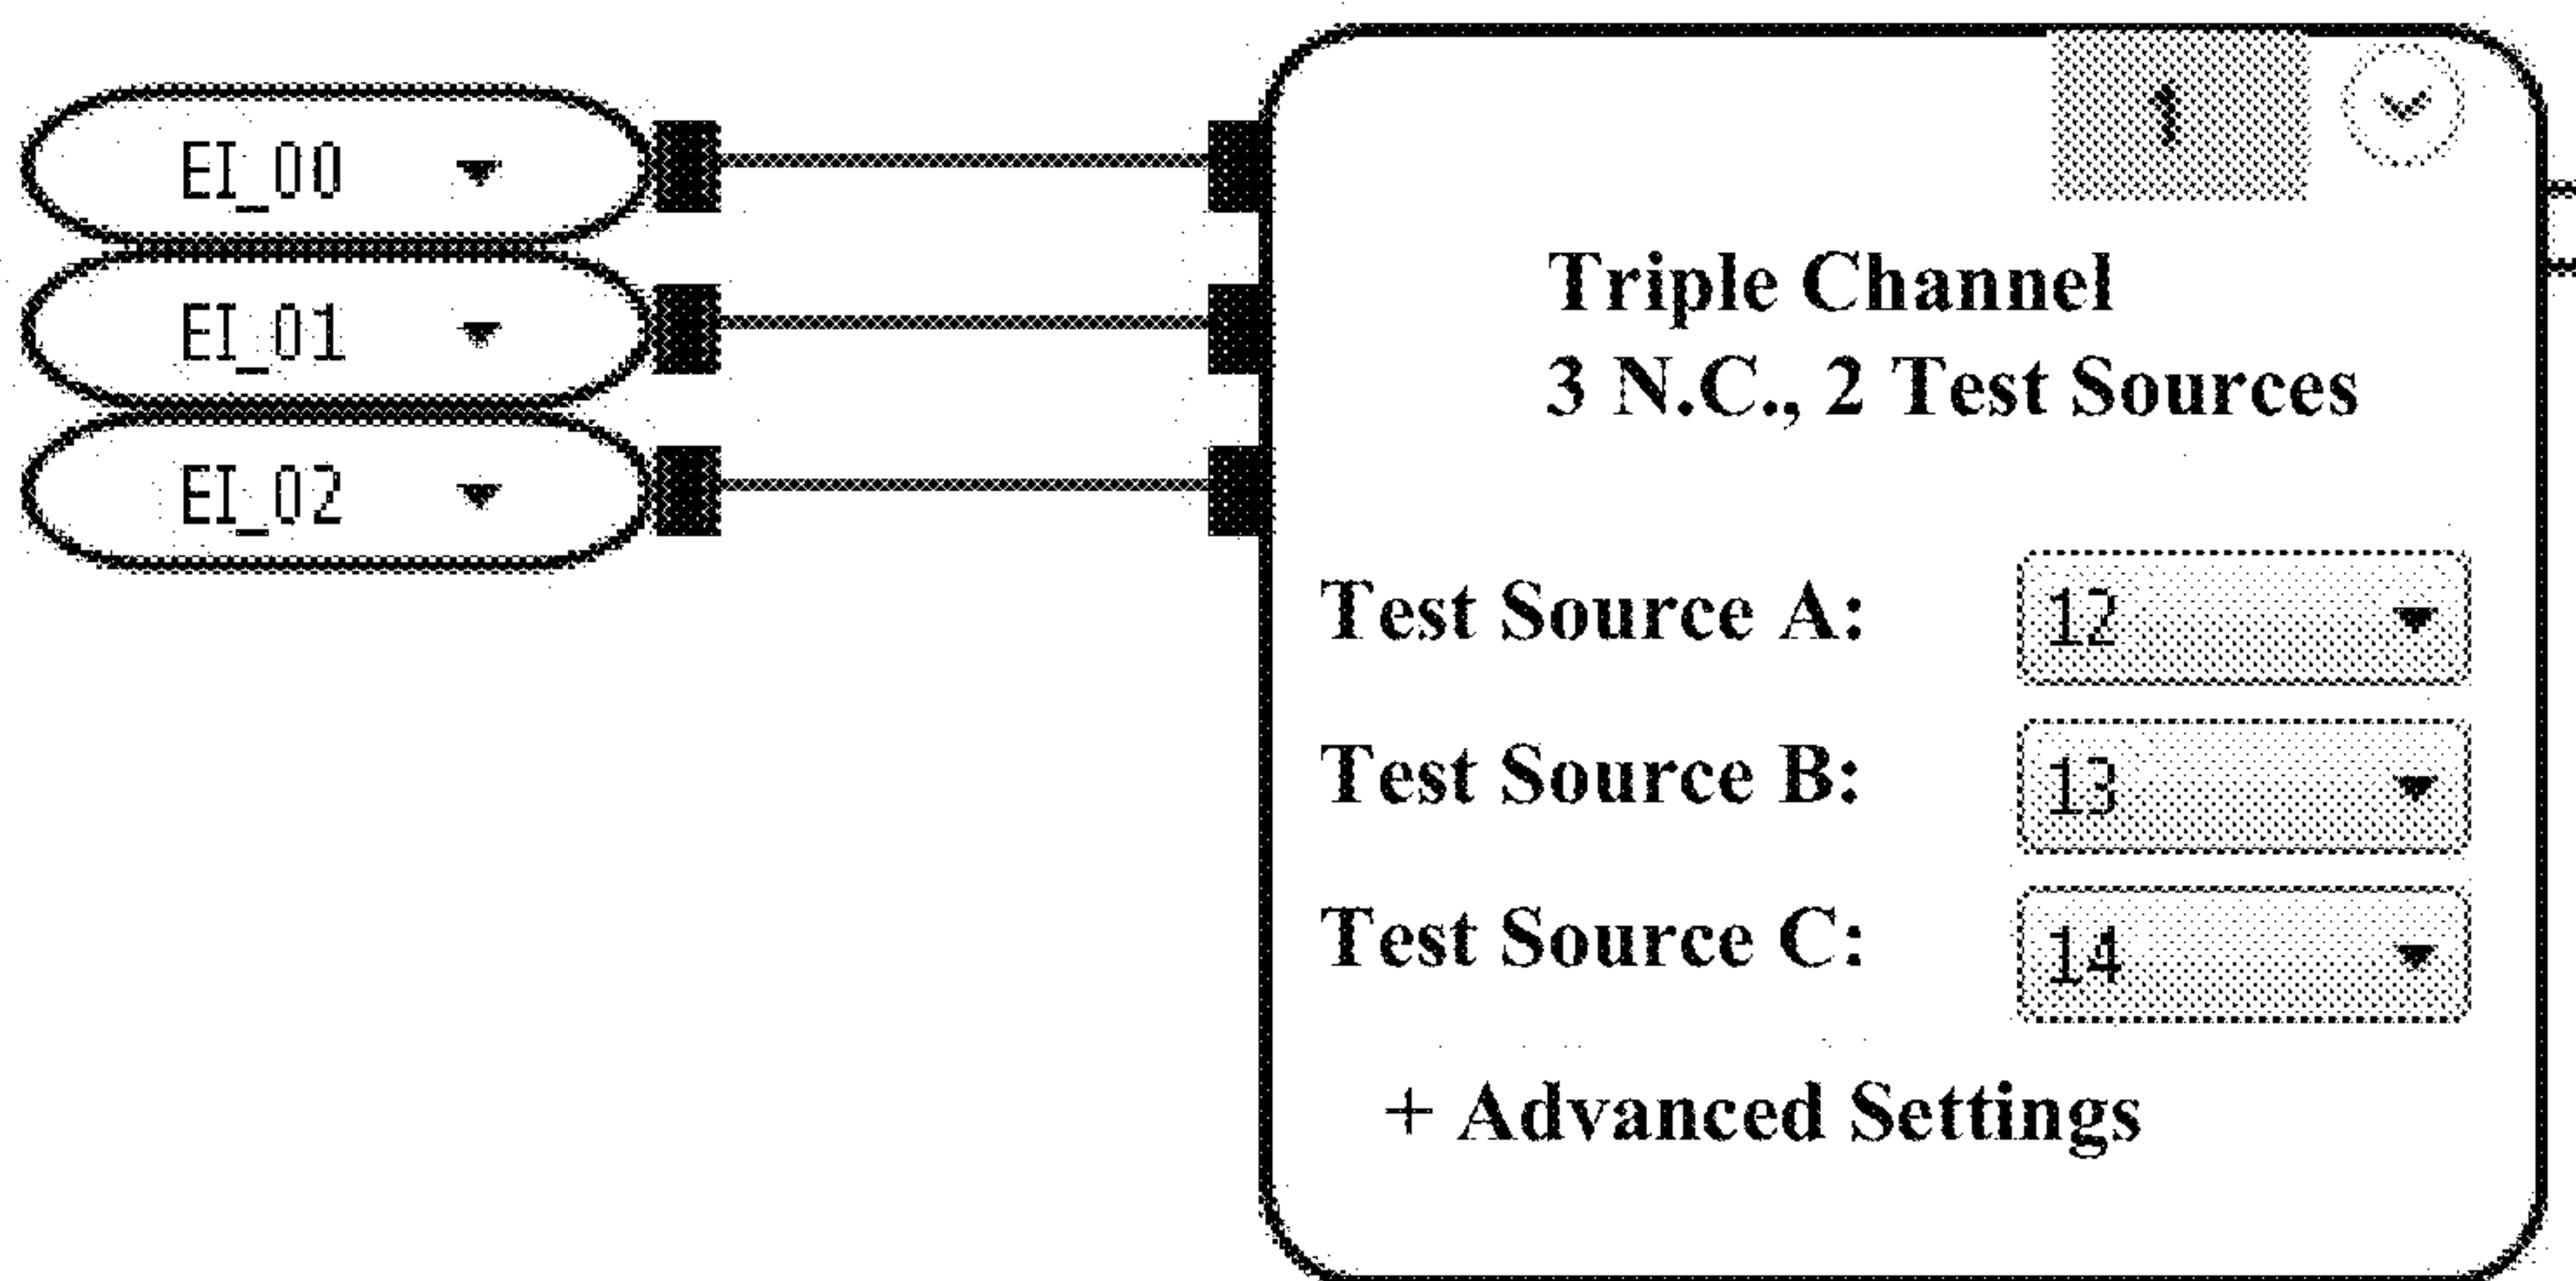 EI_00
EI_01
EI_02
1
Triple Channel
3 N.C., 2 Test Sources
Test Source A: 12
Test Source B: 13
Test Source C: 14
+ Advanced Settings